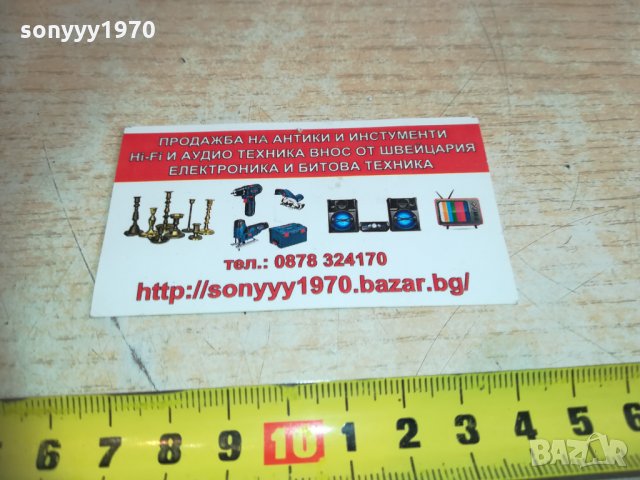 sonyyy1970
ПРОДАЖБА НА АНТИКИ И ИНСТУМЕНТИ
Hi-Fi И АУДИО ТЕХНИКА ВНОС ОТ ШВЕЙЦАРИЯ
ЕЛЕКТРОНИКА И БИТОВА ТЕХНИКА
тел.: 0878 324170
http://sonyyy1970.bazar.bg/
6 7 8 9 10 1 2 3 4 5 6
BAZAR